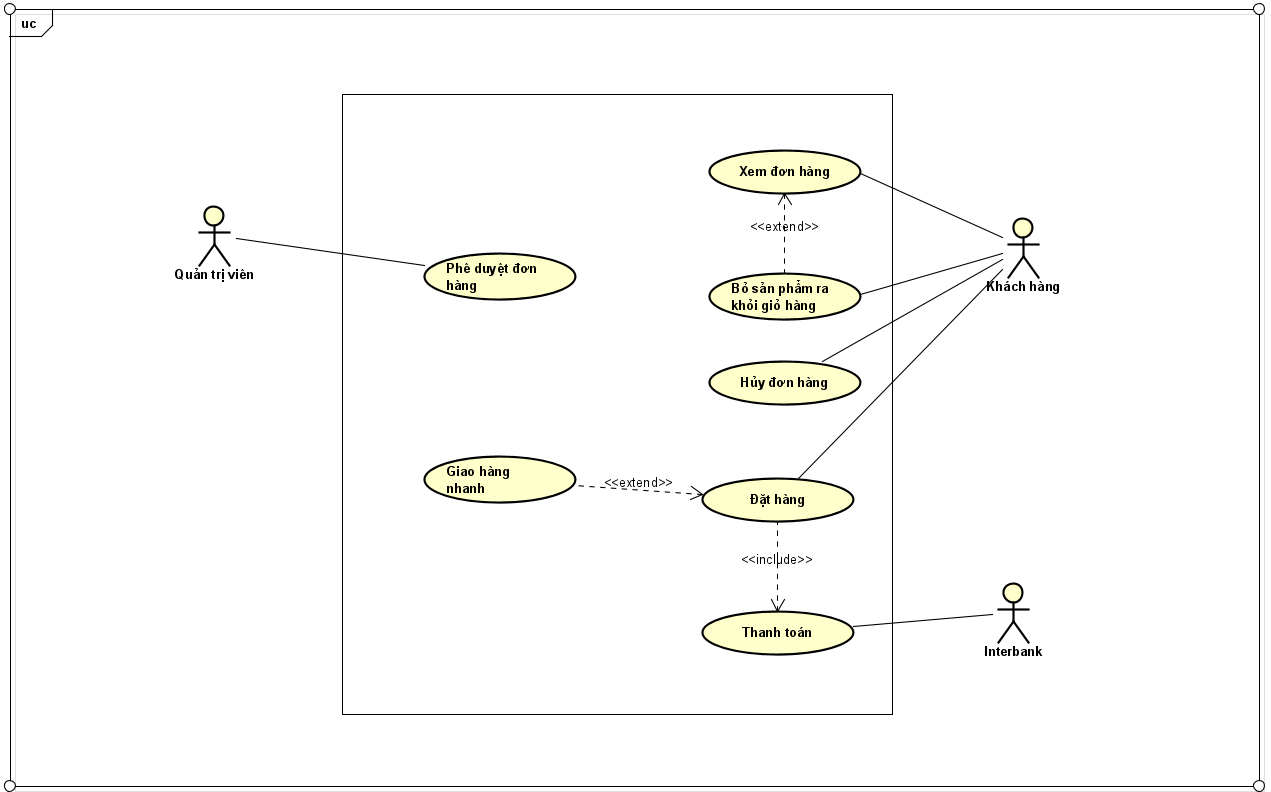 uc
Xem đơn hàng
<<extend>>
Quản trị viên
Phê duyệt đơn
hàng
Bỏ sản phẩm ra
khỏi giỏ hàng
Khách hàng
Hủy đơn hàng
Giao hàng
nhanh
<<extend>>
Đặt hàng
<<include>>
Thanh toán
Interbank